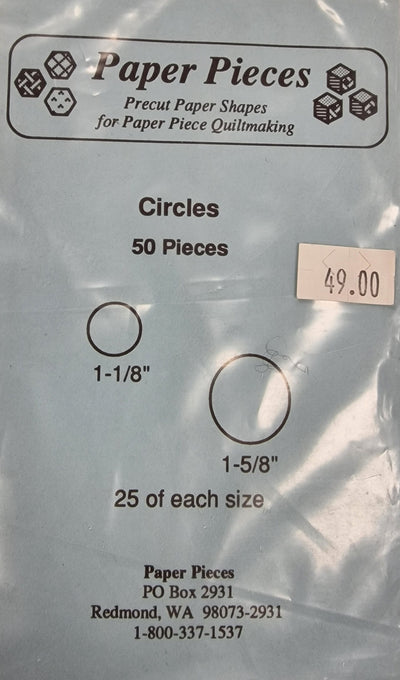 Paper Pieces
Precut Paper Shapes
for Paper Piece Quiltmaking
Circles
50 Pieces
49.00
1-1/8"
1-5/8"
25 of each size
Paper Pieces
PO Box 2931
Redmond, WA 98073-2931
1-800-337-1537